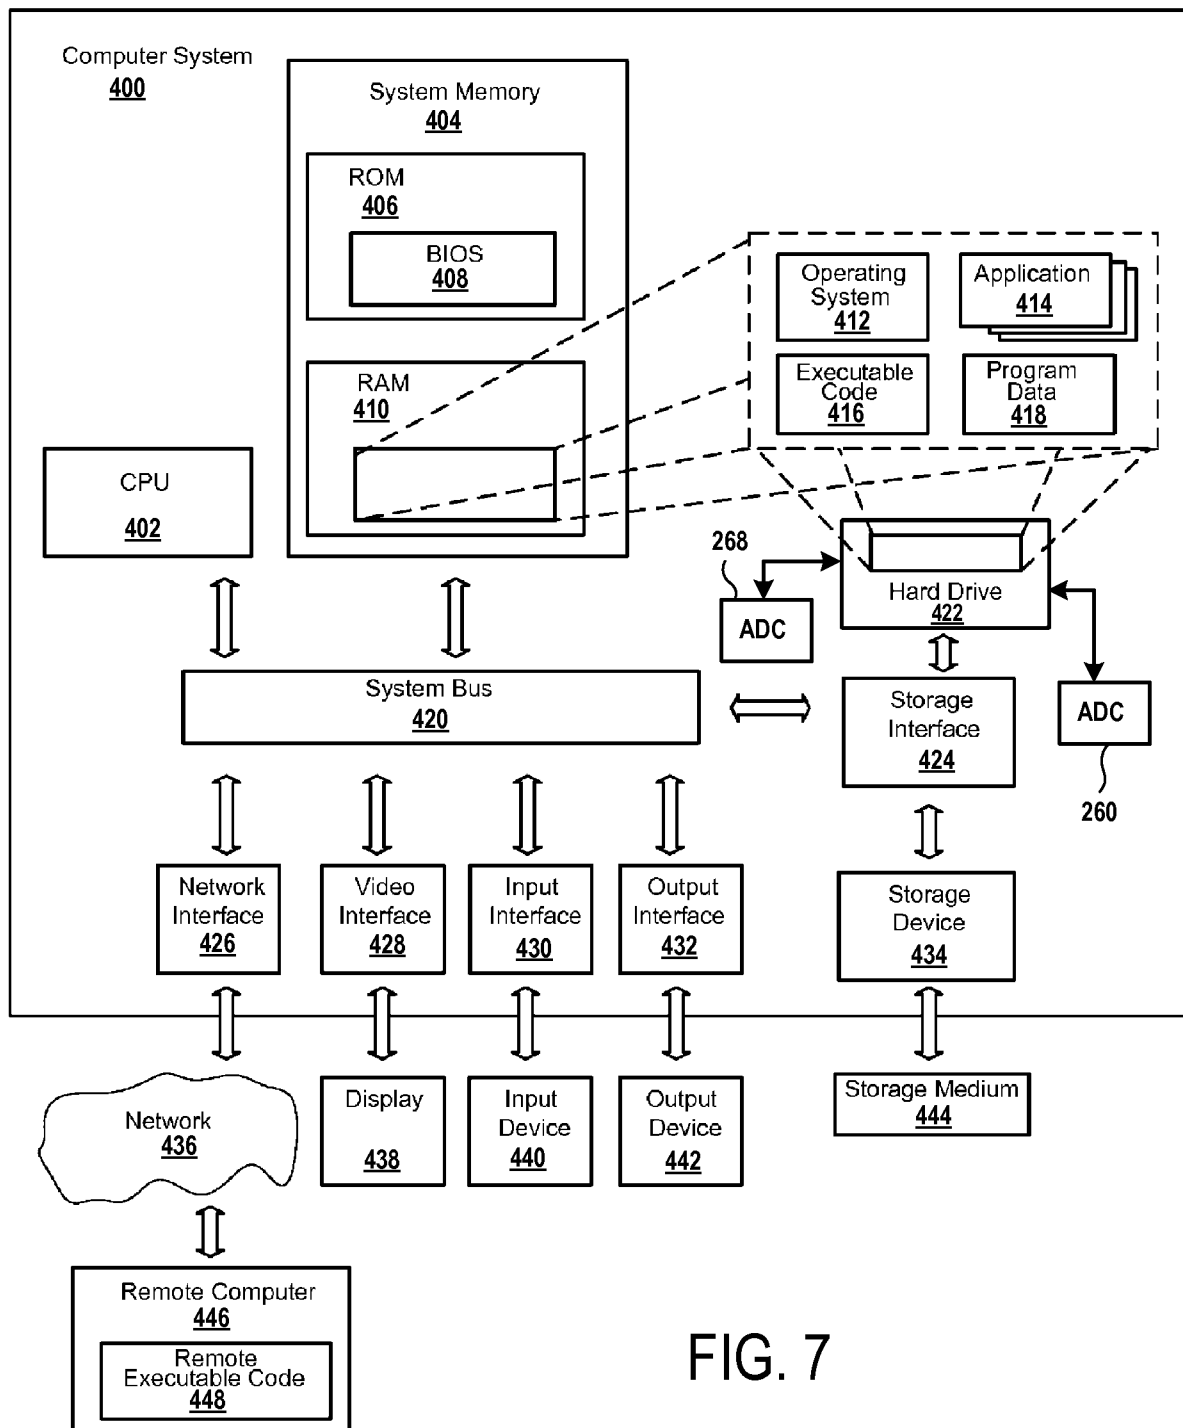 Computer System
400
System Memory
404
ROM
406
BIOS
408
RAM
410
CPU
402
Operating
System
412
Application
414
Executable
Code
416
Program
Data
418
268
ADC
Hard Drive
422
System Bus
420
Storage
Interface
424
ADC
260
Network
Interface
426
Video
Interface
428
Input
Interface
430
Output
Interface
432
Storage
Device
434
Network
436
Display
438
Input
Device
440
Output
Device
442
Storage Medium
444
Remote Computer
446
Remote
Executable Code
448
FIG. 7